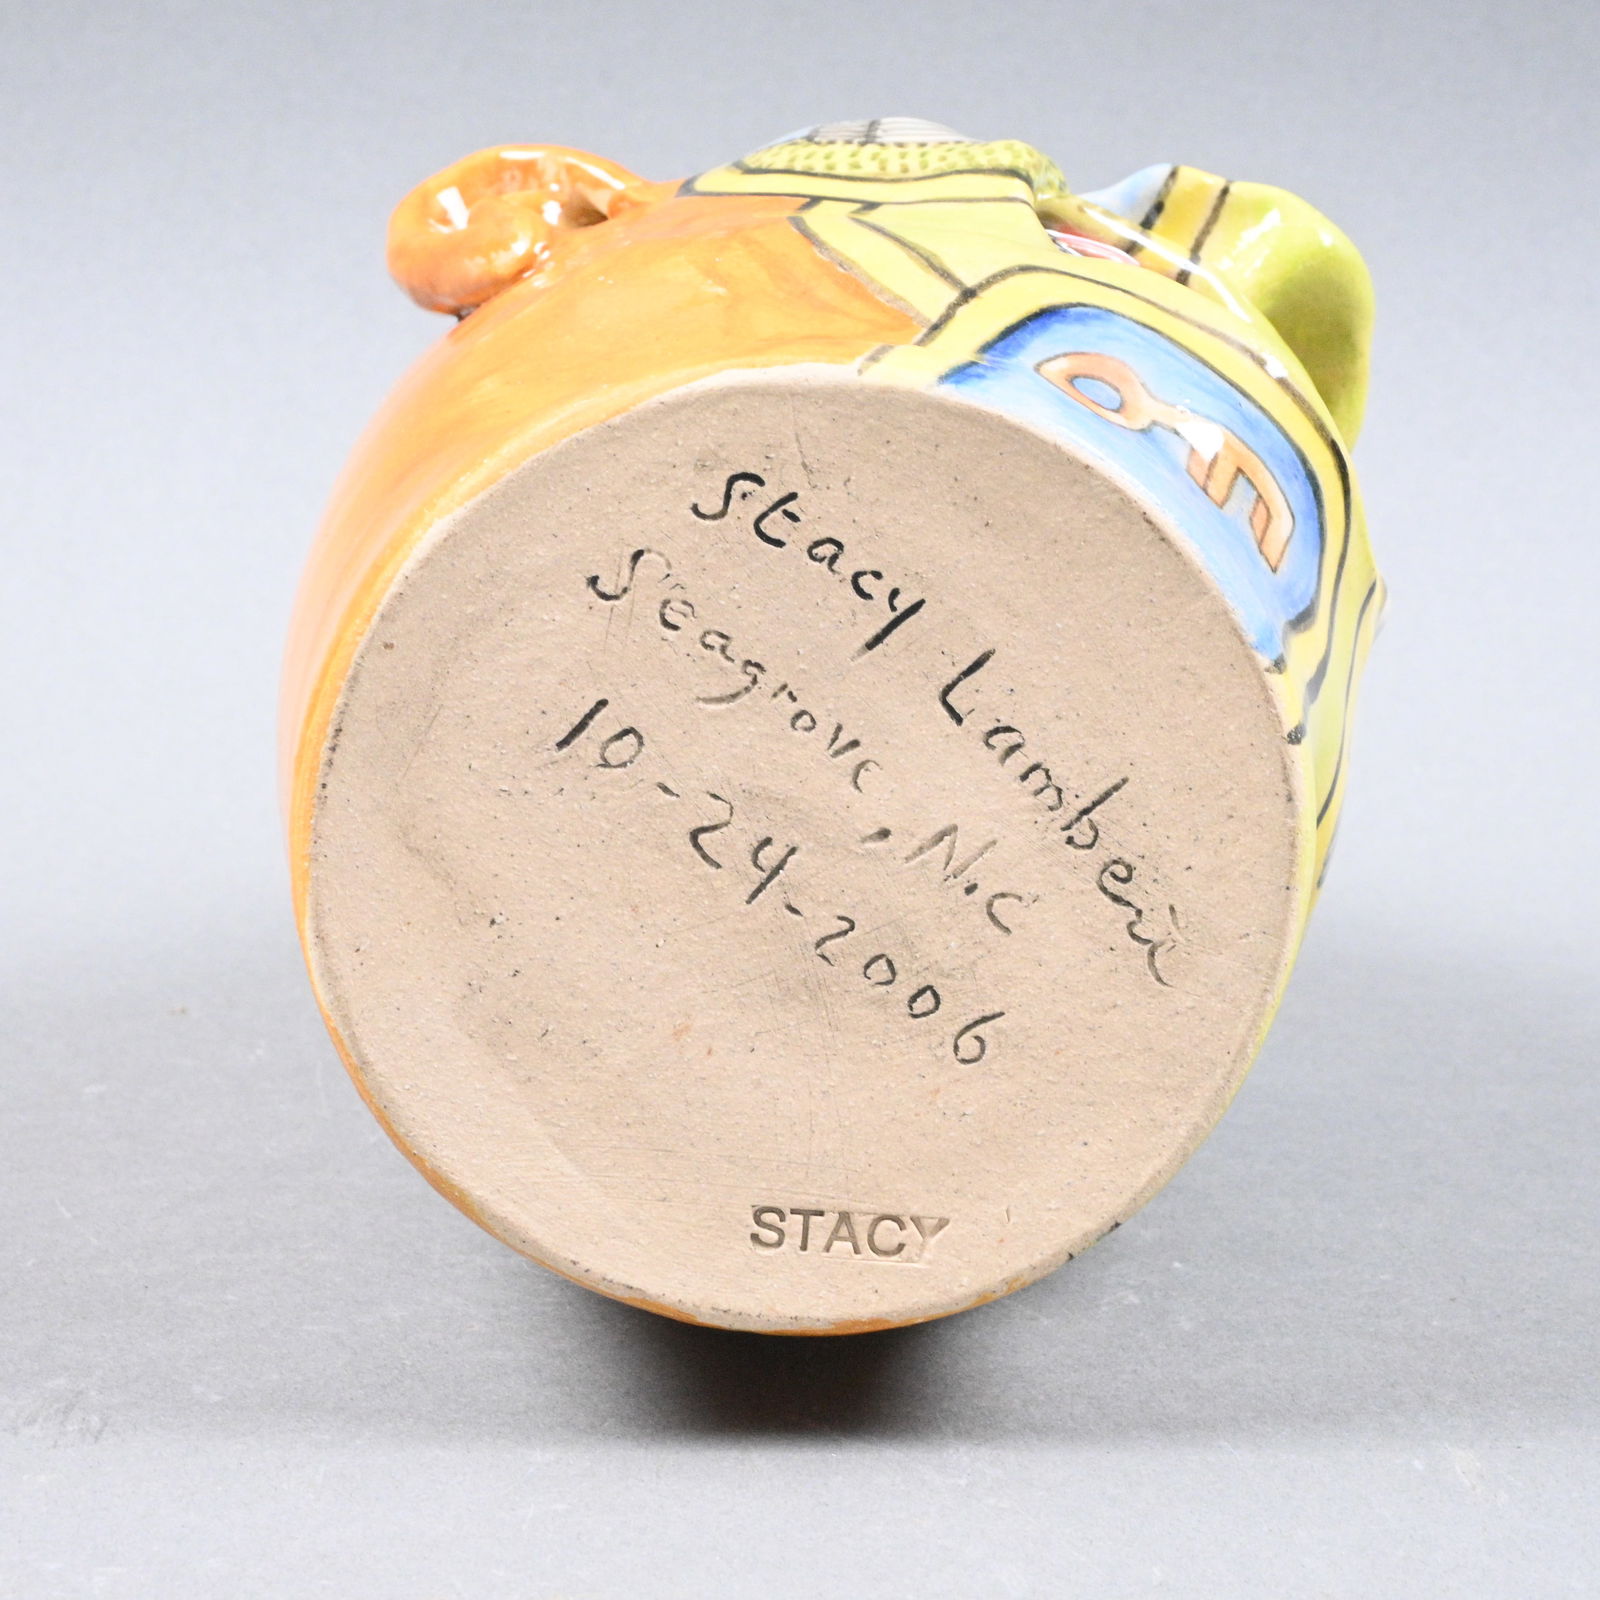 Stacy Lambert
Seagrove, N.C
10-24-2006
STACY